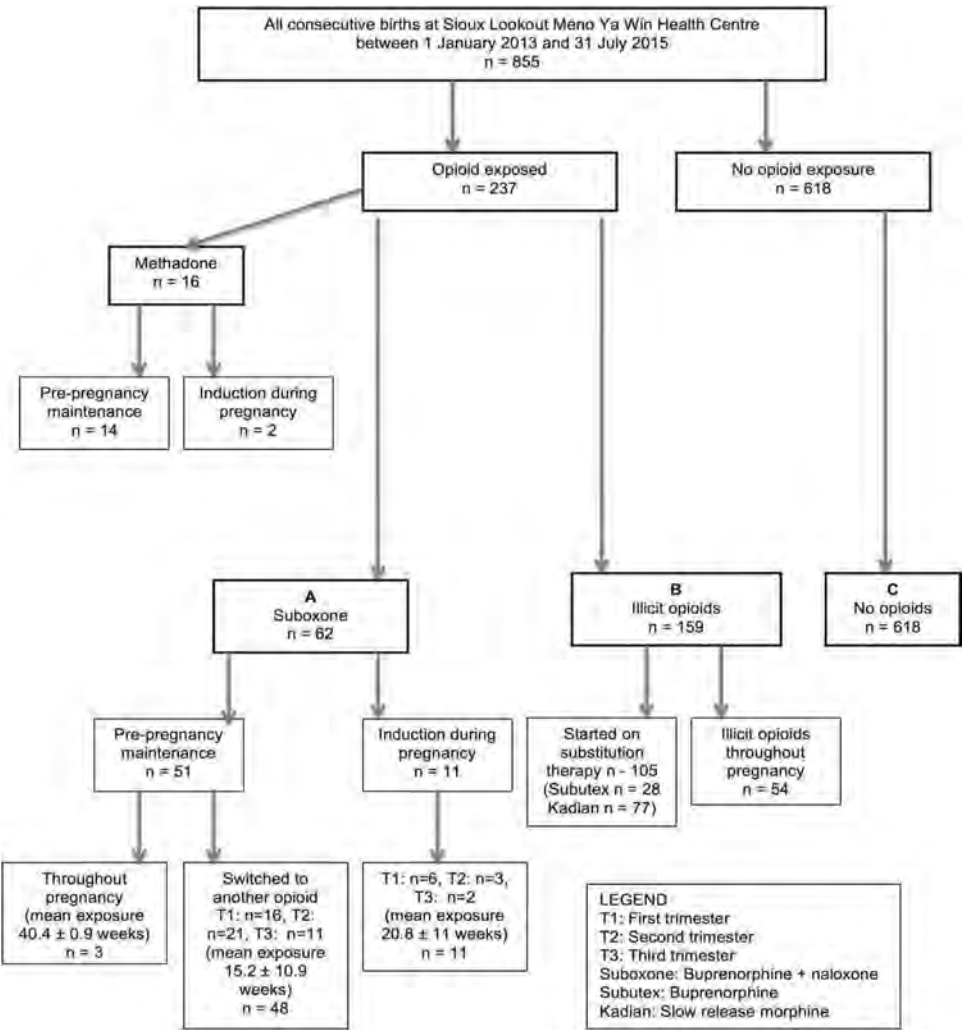 All consecutive births at Sioux Lookout Meno Ya Win Health Centre
between 1 January 2013 and 31 July 2015
n = 855
Opioid exposed
n = 237
No opioid exposure
n = 618
Methadone
n = 16
Pre-pregnancy
maintenance
n = 14
Induction during
pregnancy
n = 2
A
Suboxone
n = 62
B
Illicit opioids
n = 159
C
No opioids
n = 618
Pre-pregnancy
maintenance
n = 51
Induction during
pregnancy
n = 11
Started on
substitution
therapy n - 105
(Subutex n = 28
Kadian n = 77)
Illicit opioids
throughout
pregnancy
n = 54
Throughout
pregnancy
(mean exposure
40.4 ± 0.9 weeks)
n = 3
Switched to
another opioid
T1: n=16, T2:
n=21, T3: n=11
(mean exposure
15.2 ± 10.9
weeks)
n = 48
T1: n=6, T2: n=3,
T3: n=2
(mean exposure
20.8 ± 11 weeks)
n = 11
LEGEND
T1: First trimester
T2: Second trimester
T3: Third trimester
Suboxone: Buprenorphine + naloxone
Subutex: Buprenorphine
Kadian: Slow release morphine